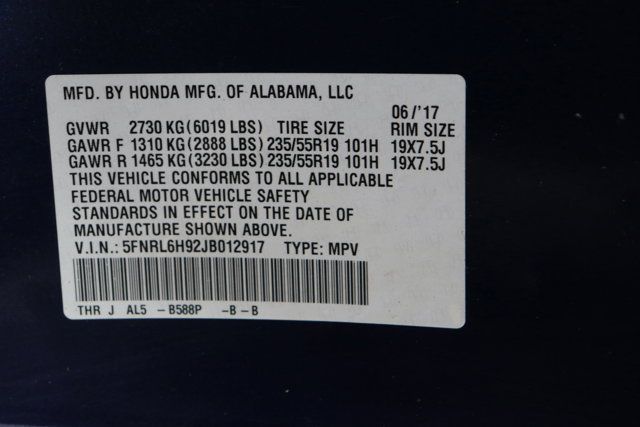 MFD. BY HONDA MFG. OF ALABAMA, LLC
06/'17
GVWR 2730 KG(6019 LBS) TIRE SIZE RIM SIZE
GAWR F 1310 KG(2888 LBS)235/55R19 101H 19X7.5J
GAWR R 1465 KG(3230 LBS)235/55R19 101H 19X7.5J
THIS VEHICLE CONFORMS TO ALL APPLICABLE
FEDERAL MOTOR VEHICLE SAFETY
STANDARDS IN EFFECT ON THE DATE OF
MANUFACTURE SHOWN ABOVE.
V.I.N.: 5FNRL6H92JB012917 TYPE: MPV
THR J AL5 -B588P -B-B